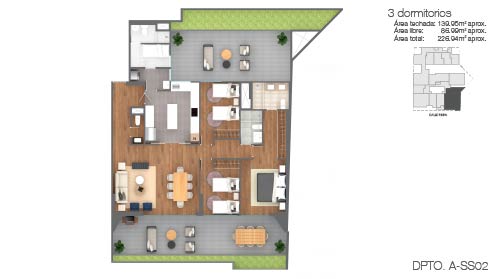 3 dormitorios
Área techada: 139.95m² aprox.
Área libre: 86.99m² aprox.
Área total: 226.94m² aprox.
DPTO. A-SS02